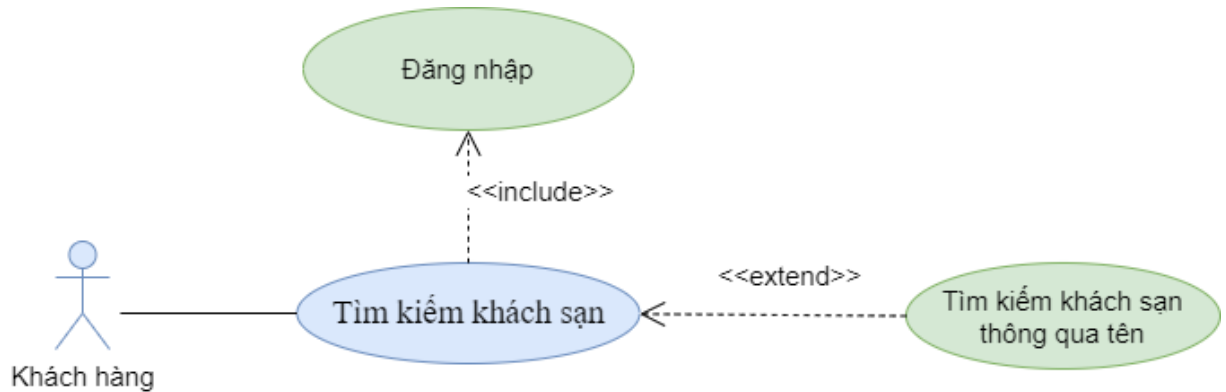 Đăng nhập
<<include>>
<<extend>>
Tìm kiếm khách sạn
Tìm kiếm khách sạn
thông qua tên
Khách hàng